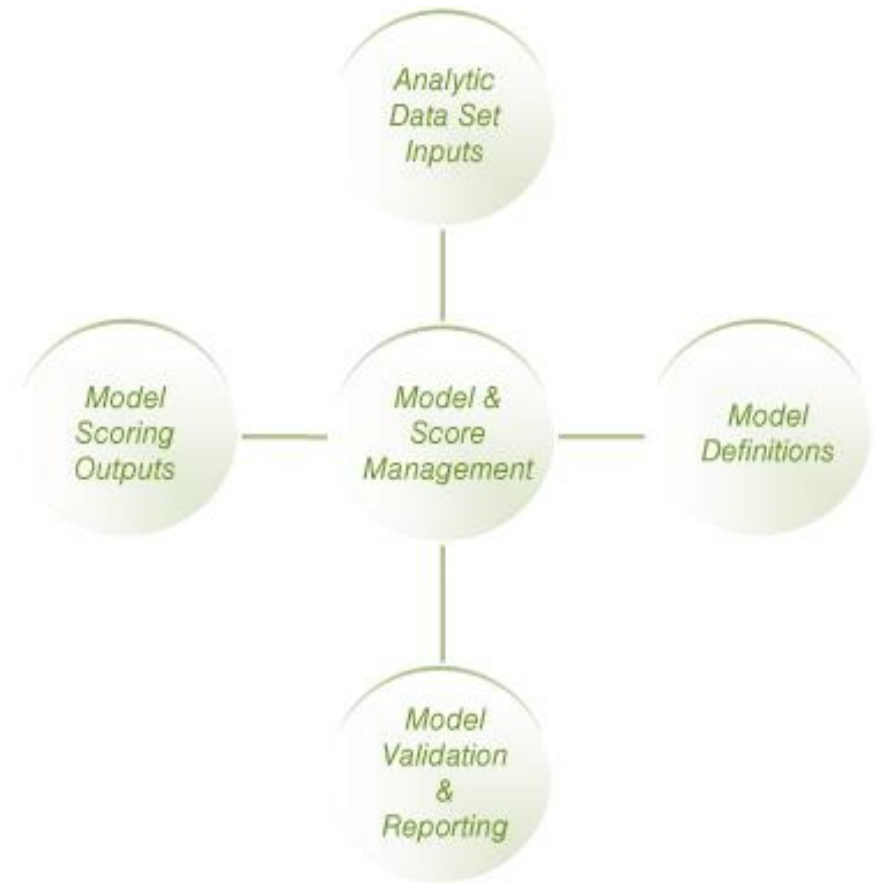 Analytic
Data Set
Inputs
Model
Scoring
Outputs
Model &
Score
Management
Model
Definitions
Model
Validation
&
Reporting